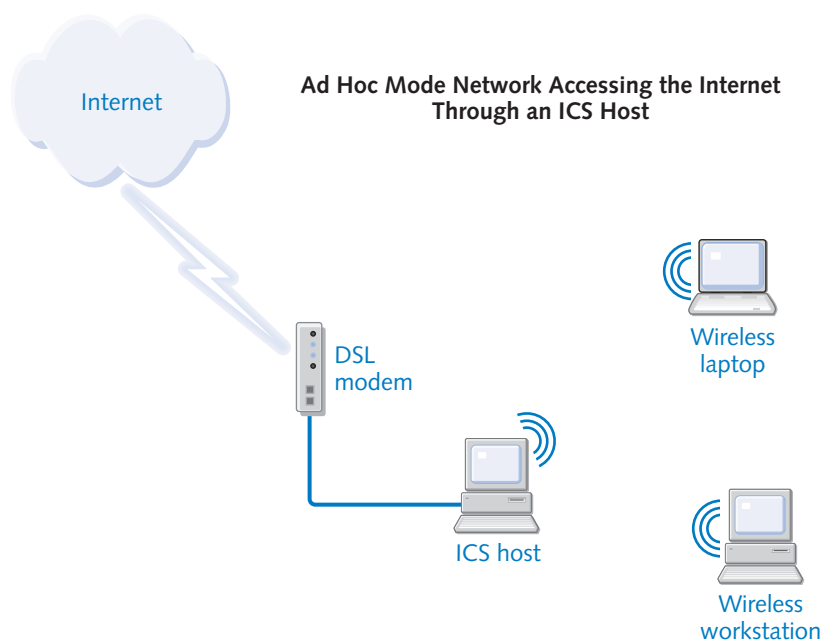 Ad Hoc Mode Network Accessing the Internet
Through an ICS Host
Internet
DSL
modem
Wireless
laptop
ICS host
Wireless
workstation